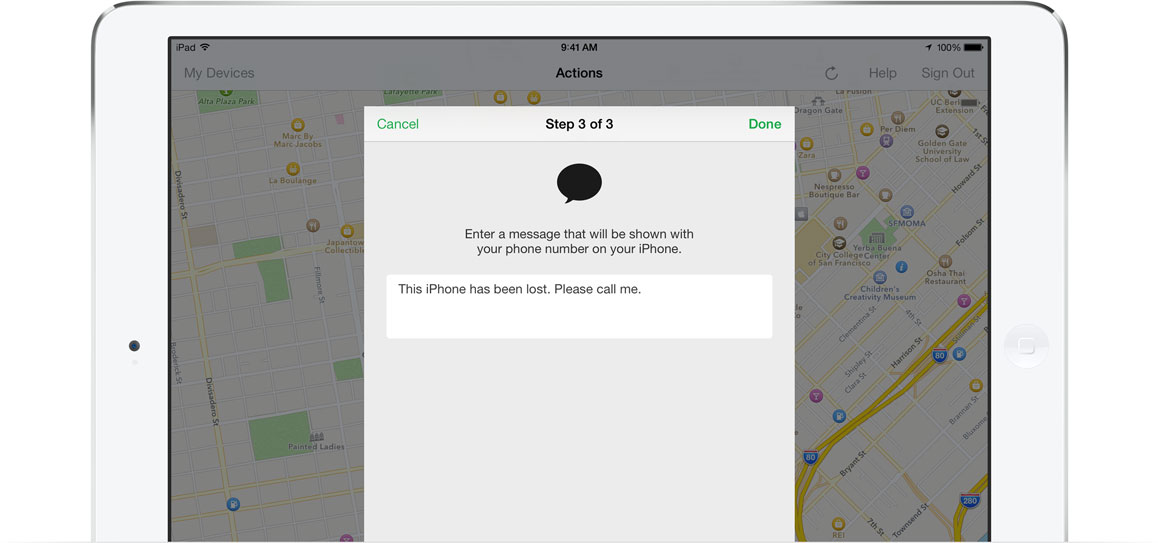 iPad
9:41 AM
100%
My Devices
Actions
Help
Sign Out
Cancel
Step 3 of 3
Done
Enter a message that will be shown with
your phone number on your iPhone.
This iPhone has been lost. Please call me.
Alta Plaza Park
Lafayette Park
Marc By
Marc Jacobs
La Boulange
Divisadero St
Japantown
Collectible
Fillmore St
Broderick St
Divisadero St
Painted Ladies
La Fusion
Dragon Gate
UC Berk
Extension
Per Diem
1st St
Golden Gate
University
School of Law
Zara
Howard St
Nespresso
Boutique Bar
SFMOMA
Folsom St
Yerba Buena
Center
City College
of San Francisco
Osha Thai
Restaurant
Children's
Creativity Museum
Clementina St
Harrison St
80
Shipley St
Clara St
Brannan St
Bluxome
80
Bryant St
280
Townsend St
7th St
REI